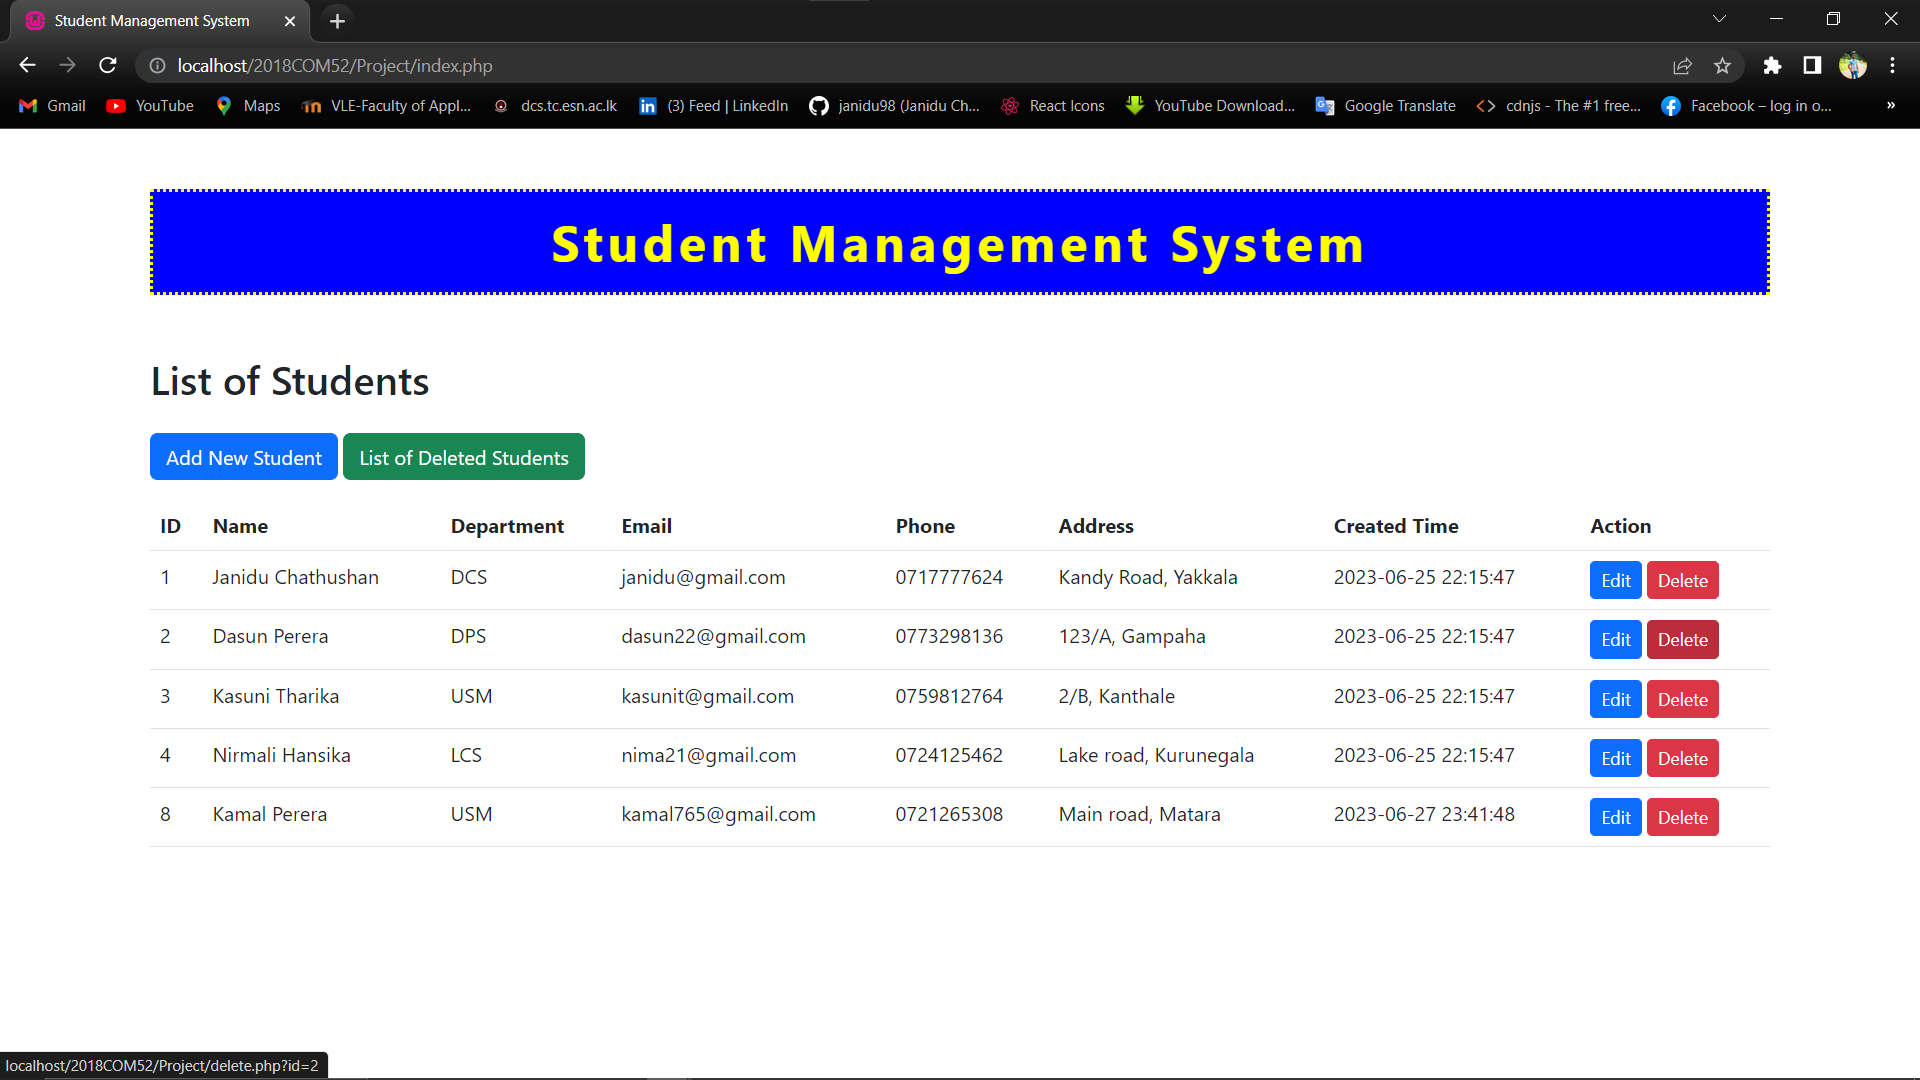 Student Management System
localhost/2018COM52/Project/index.php
Gmail YouTube Maps VLE-Faculty of Appl... dcs.tc.esn.ac.lk (3) Feed | LinkedIn janidu98 (Janidu Ch... React Icons YouTube Download... Google Translate cdnjs - The #1 free... Facebook – log in o... »
Student Management System
List of Students
Add New Student List of Deleted Students
ID Name Department Email Phone Address Created Time Action
1 Janidu Chathushan DCS janidu@gmail.com 0717777624 Kandy Road, Yakkala 2023-06-25 22:15:47 Edit Delete
2 Dasun Perera DPS dasun22@gmail.com 0773298136 123/A, Gampaha 2023-06-25 22:15:47 Edit Delete
3 Kasuni Tharika USM kasunit@gmail.com 0759812764 2/B, Kanthale 2023-06-25 22:15:47 Edit Delete
4 Nirmali Hansika LCS nima21@gmail.com 0724125462 Lake road, Kurunegala 2023-06-25 22:15:47 Edit Delete
8 Kamal Perera USM kamal765@gmail.com 0721265308 Main road, Matara 2023-06-27 23:41:48 Edit Delete
localhost/2018COM52/Project/delete.php?id=2